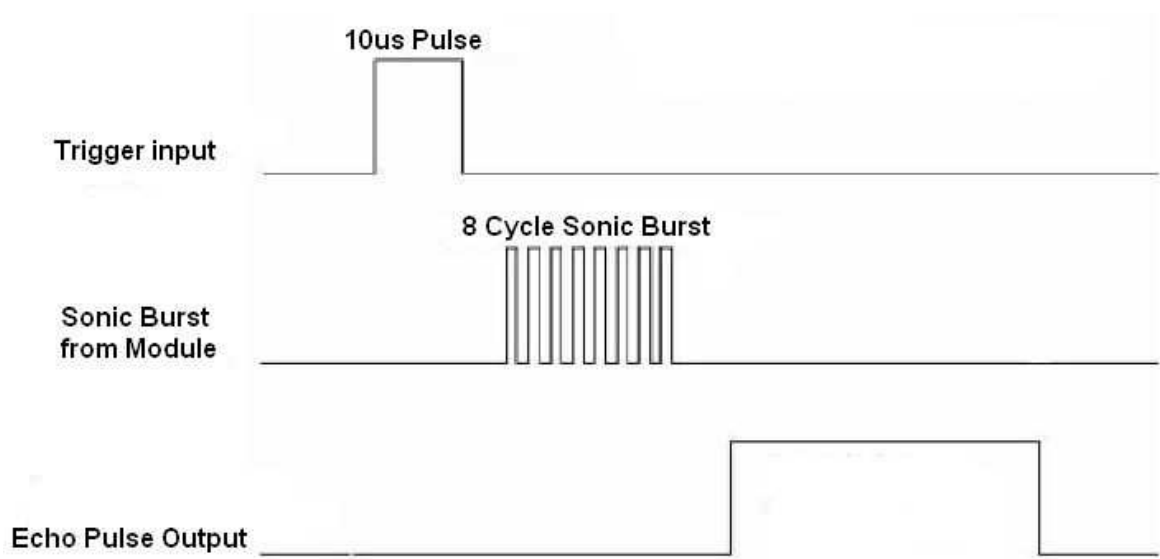 10us Pulse
Trigger input
8 Cycle Sonic Burst
Sonic Burst
from Module
Echo Pulse Output